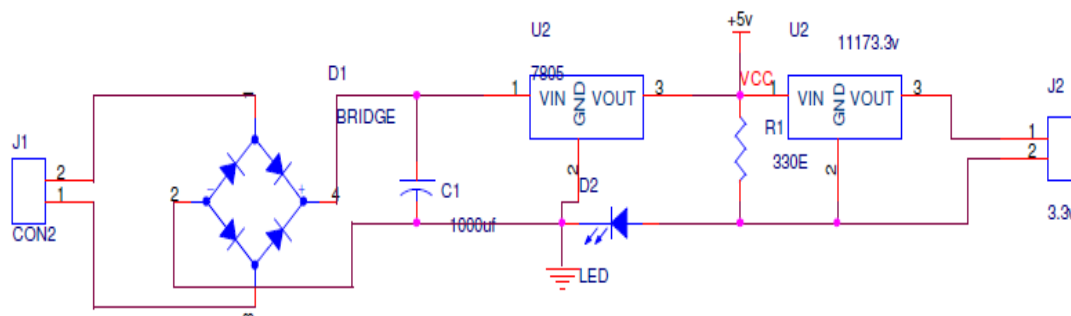 +5v
U2
U2
11173.3v
D1
7805
VCC
J2
1
VIN
GND
VOUT
3
1
VIN
GND
VOUT
3
BRIDGE
R1
1
J1
2
330E
2
2
1
2
4
C1
2
D2
2
CON2
1000uf
3.3v
LED